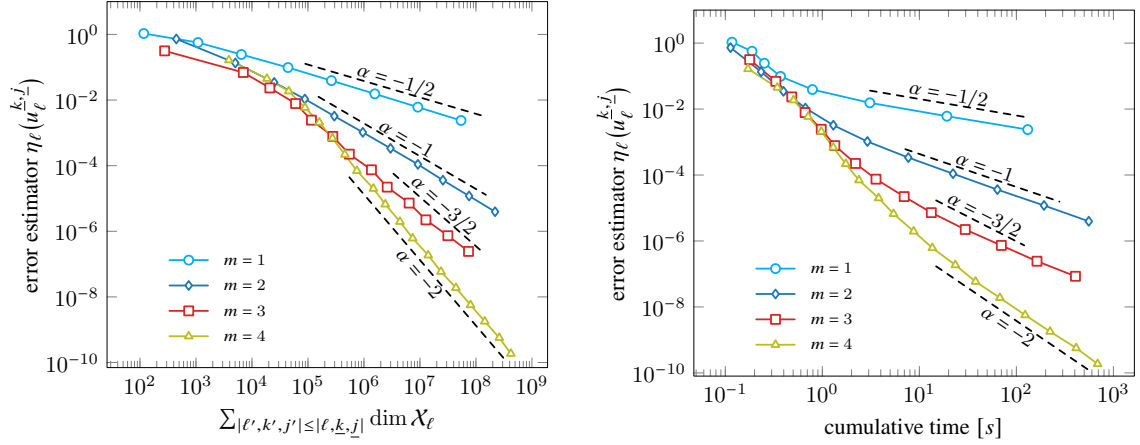 error estimator η_ℓ(u_ℓ^{k̲,j̲})
10^0
10^−2
10^−4
10^−6
10^−8
10^−10
10^2 10^3 10^4 10^5 10^6 10^7 10^8 10^9
∑_{|ℓ′,k′,j′|≤|ℓ,k̲,j̲|} dim 𝒳_ℓ
α = −1/2
α = −1
α = −3/2
α = −2
m = 1
m = 2
m = 3
m = 4
error estimator η_ℓ(u_ℓ^{k̲,j̲})
10^0
10^−2
10^−4
10^−6
10^−8
10^−10
10^−1 10^0 10^1 10^2 10^3
cumulative time [s]
α = −1/2
α = −1
α = −3/2
α = −2
m = 1
m = 2
m = 3
m = 4